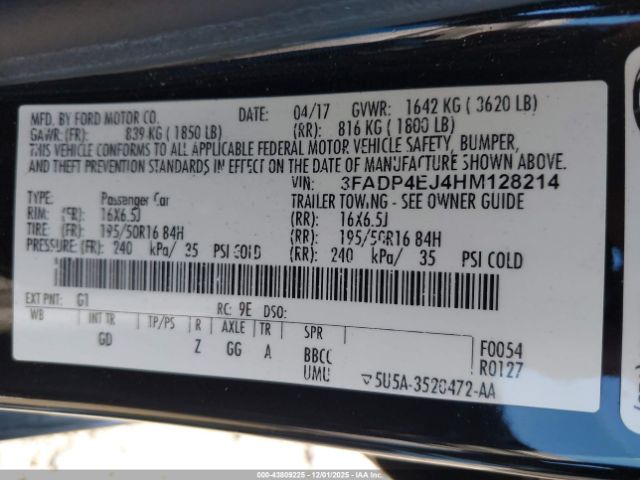 MFD. BY FORD MOTOR CO. DATE: 04/17 GVWR: 1642 KG ( 3620 LB)
GAWR: (FR): 839 KG ( 1850 LB) (RR): 816 KG ( 1800 LB)
THIS VEHICLE CONFORMS TO ALL APPLICABLE FEDERAL MOTOR VEHICLE SAFETY, BUMPER,
AND THEFT PREVENTION STANDARDS IN EFFECT ON THE DATE OF MANUFACTURE SHOWN ABOVE.
VIN: 3FADP4EJ4HM128214
TYPE: Passenger Car TRAILER TOWING- SEE OWNER GUIDE
RIM: 16X6.5J (RR): 16X6.5J
TIRE: 195/50R16 84H (RR): 195/50R16 84H
PRESSURE: (FR): 240 kPa/ 35 PSI COLD (RR): 240 kPa/ 35 PSI COLD
EXT PNT: G1 RC: 9E DSO:
WB INT TR TP/PS R AXLE TR SPR F0054
GD Z GG A BBCC R0127
UMU 5U5A-3520472-AA
000-43809225 - 12/01/2025 - IAA Inc.